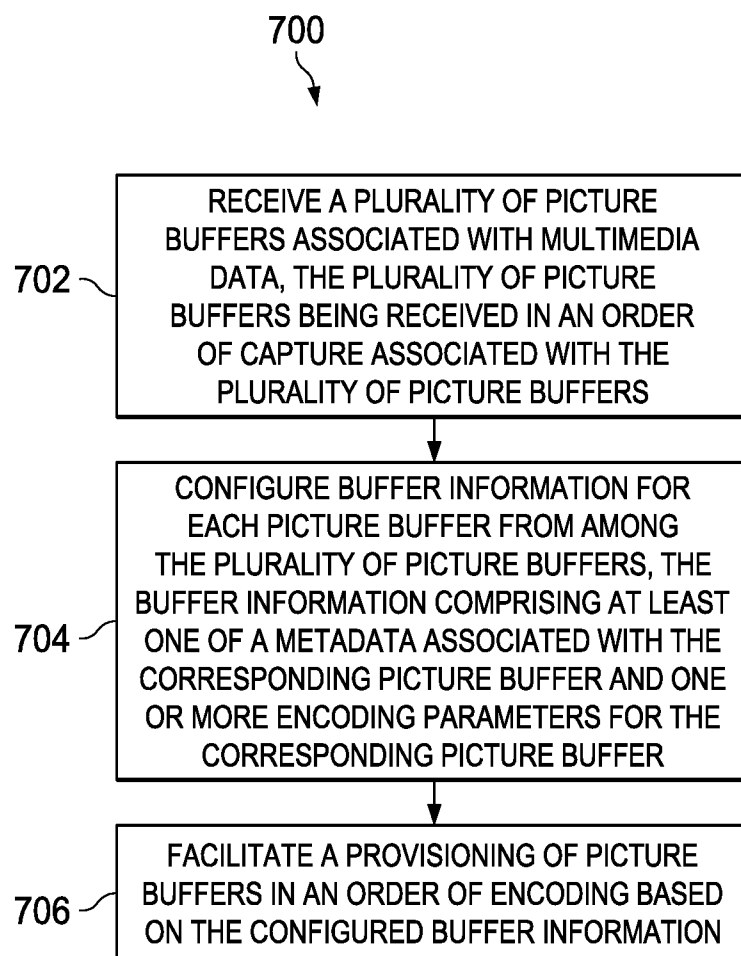 700
702
RECEIVE A PLURALITY OF PICTURE
BUFFERS ASSOCIATED WITH MULTIMEDIA
DATA, THE PLURALITY OF PICTURE
BUFFERS BEING RECEIVED IN AN ORDER
OF CAPTURE ASSOCIATED WITH THE
PLURALITY OF PICTURE BUFFERS
704
CONFIGURE BUFFER INFORMATION FOR
EACH PICTURE BUFFER FROM AMONG
THE PLURALITY OF PICTURE BUFFERS, THE
BUFFER INFORMATION COMPRISING AT LEAST
ONE OF A METADATA ASSOCIATED WITH THE
CORRESPONDING PICTURE BUFFER AND ONE
OR MORE ENCODING PARAMETERS FOR THE
CORRESPONDING PICTURE BUFFER
706
FACILITATE A PROVISIONING OF PICTURE
BUFFERS IN AN ORDER OF ENCODING BASED
ON THE CONFIGURED BUFFER INFORMATION